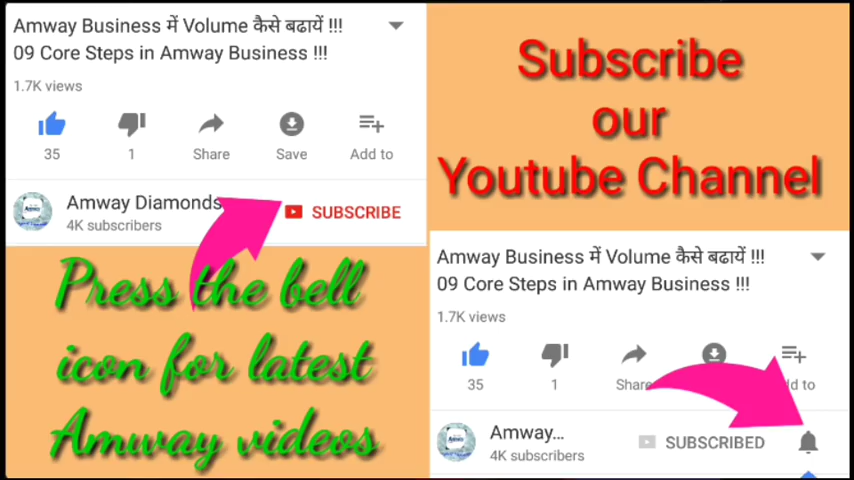 Amway Business में Volume कैसे बढायें !!!
09 Core Steps in Amway Business !!!
1.7K views
35
1
Share
Save
Add to
Amway Diamonds
4K subscribers
SUBSCRIBE
Subscribe
our
Youtube Channel
Press the bell
icon for latest
Amway videos
Amway Business में Volume कैसे बढायें !!!
09 Core Steps in Amway Business !!!
1.7K views
35
1
Share
to
Amway...
4K subscribers
SUBSCRIBED